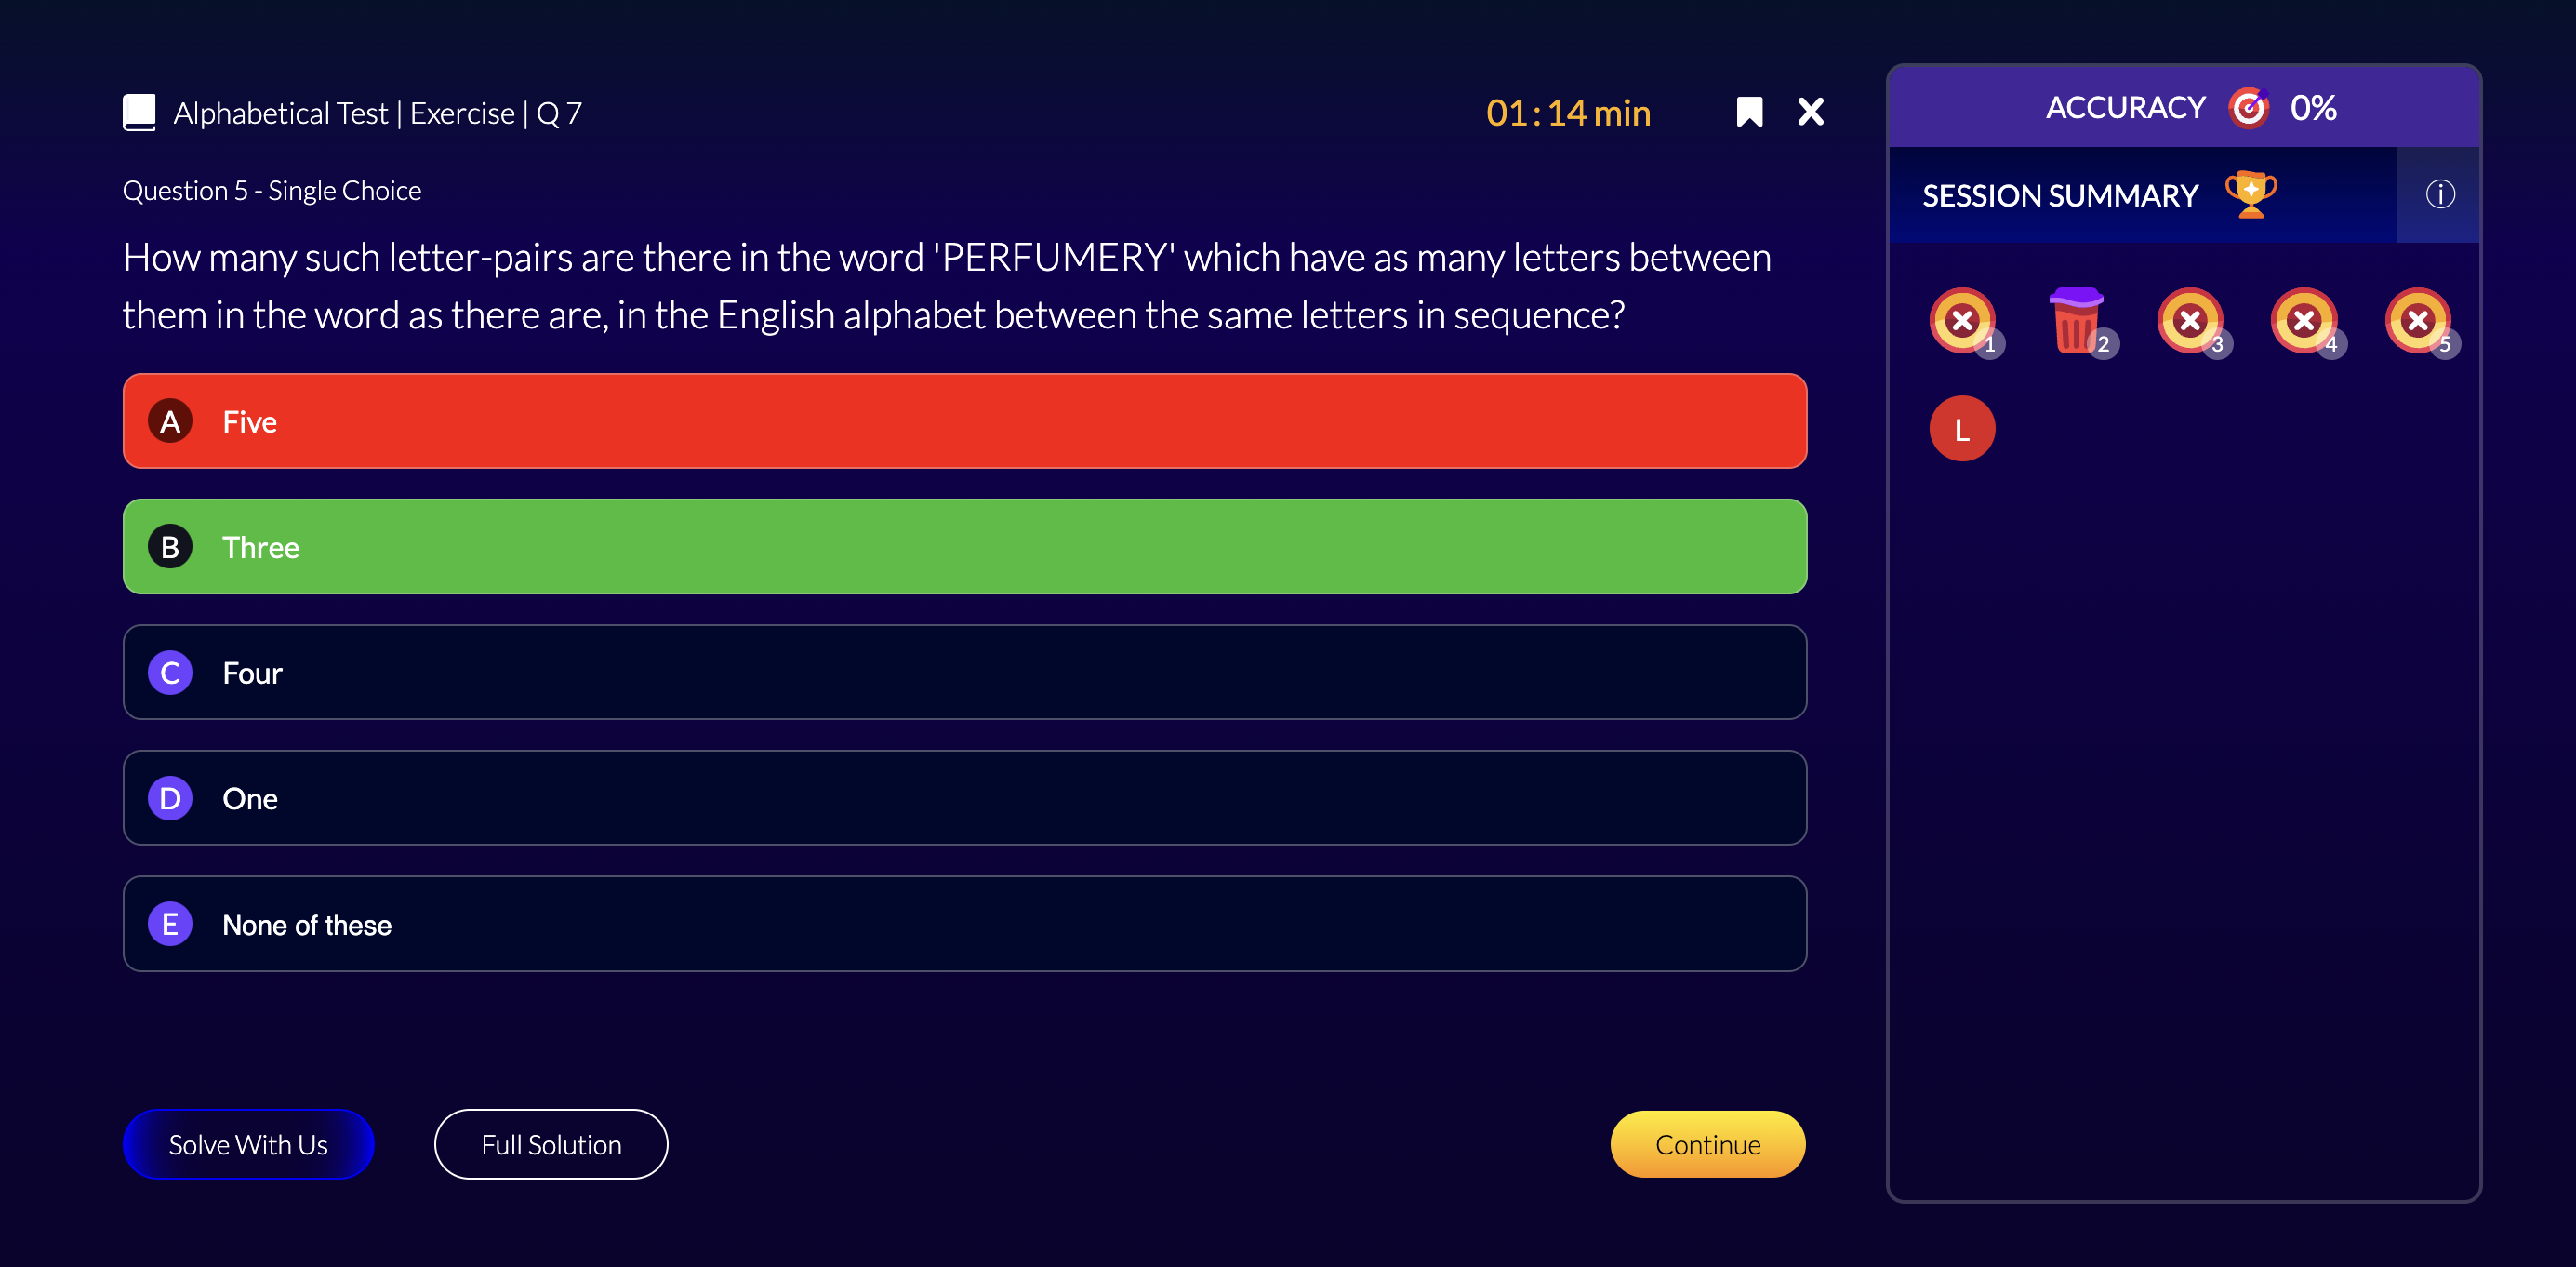 Alphabetical Test | Exercise | Q 7
01 : 14 min
Question 5 - Single Choice
How many such letter-pairs are there in the word 'PERFUMERY' which have as many letters between
them in the word as there are, in the English alphabet between the same letters in sequence?
A Five
B Three
C Four
D One
E None of these
Solve With Us
Full Solution
Continue
ACCURACY 0%
SESSION SUMMARY
1 2 3 4 5
L